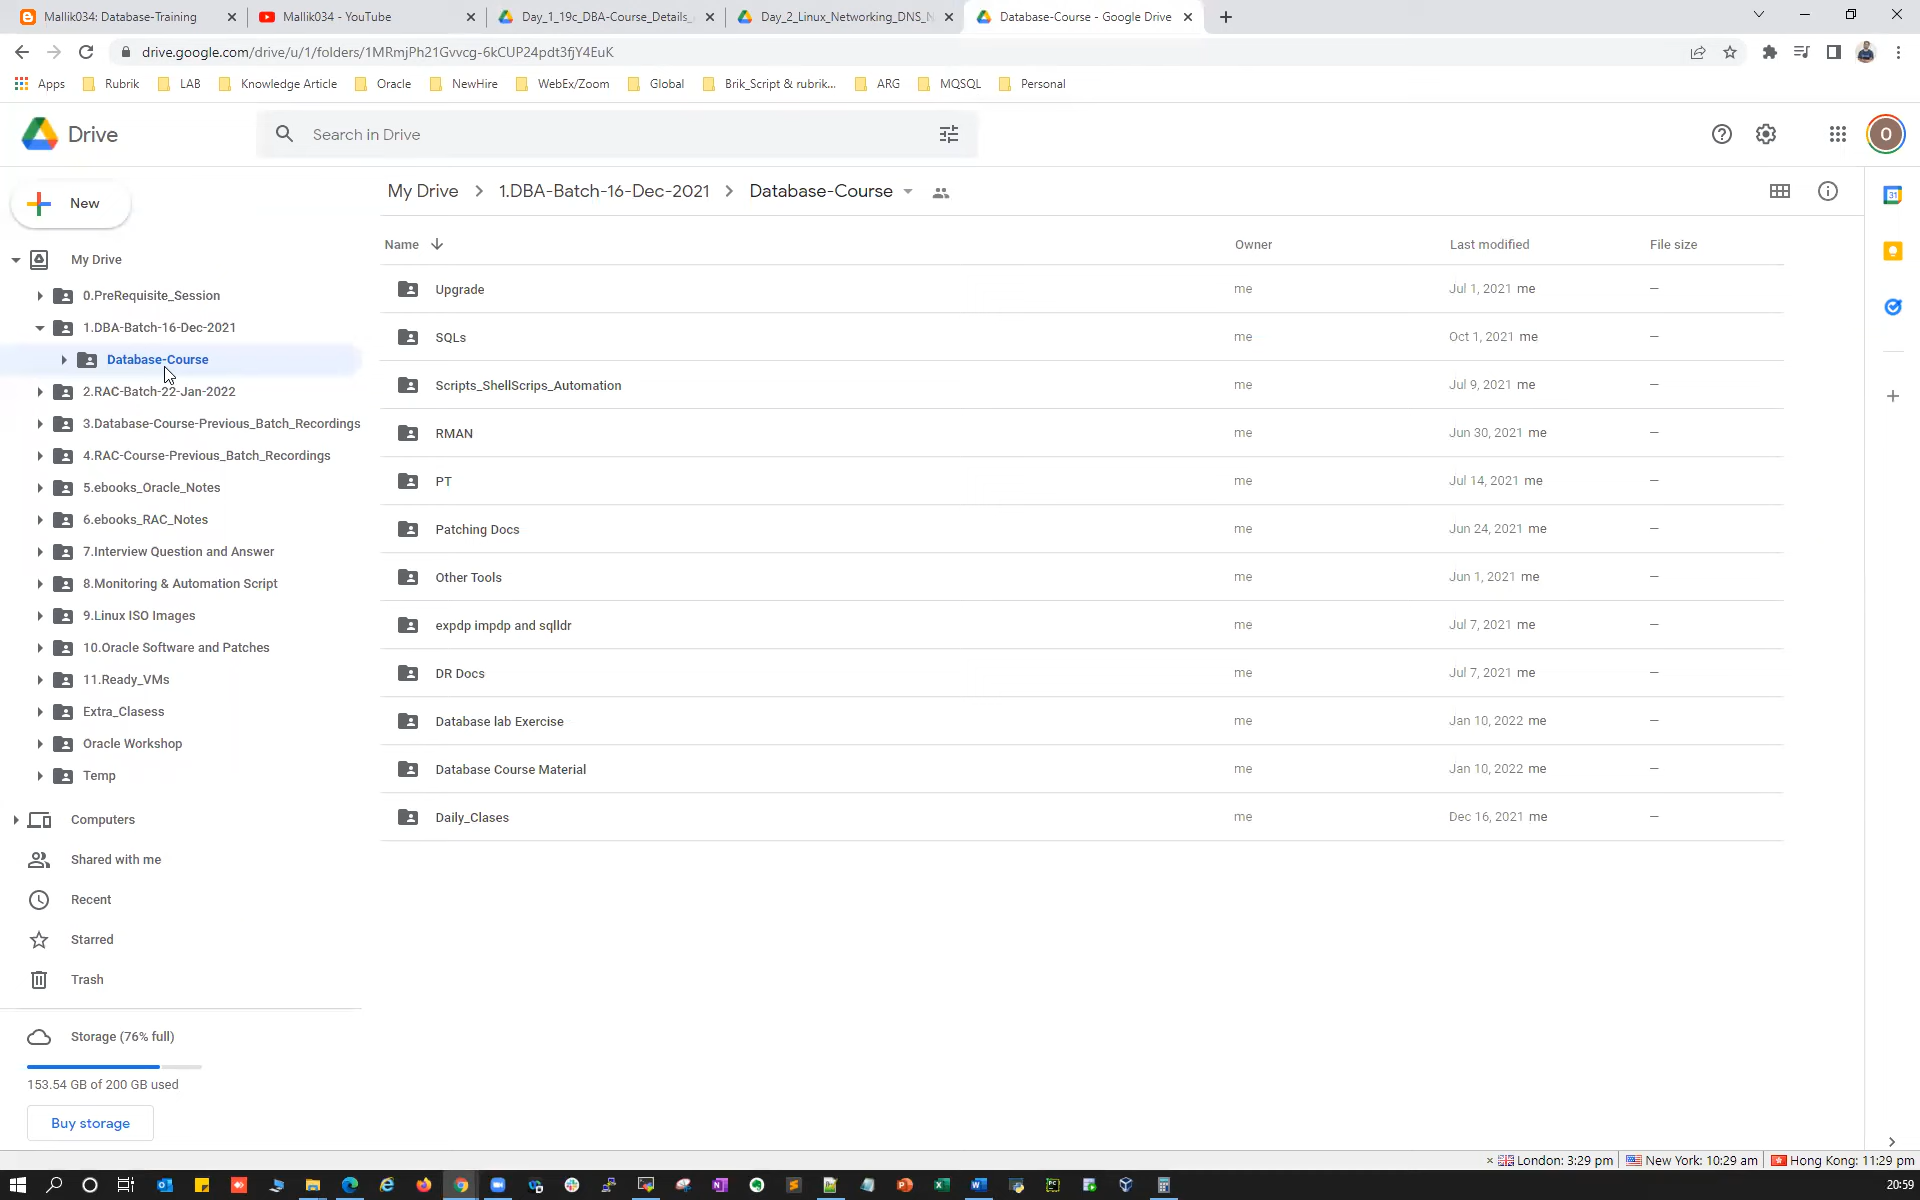 Mallik034: Database-Training
Mallik034 - YouTube
Day_1_19c_DBA-Course_Details_
Day_2_Linux_Networking_DNS_N
Database-Course - Google Drive
drive.google.com/drive/u/1/folders/1MRmjPh21Gvvcg-6kCUP24pdt3fjY4EuK
Apps Rubrik LAB Knowledge Article Oracle NewHire WebEx/Zoom Global Brik_Script & rubrik... ARG MQSQL Personal
Drive
Search in Drive
O
New
My Drive > 1.DBA-Batch-16-Dec-2021 > Database-Course
My Drive
0.PreRequisite_Session
1.DBA-Batch-16-Dec-2021
Database-Course
2.RAC-Batch-22-Jan-2022
3.Database-Course-Previous_Batch_Recordings
4.RAC-Course-Previous_Batch_Recordings
5.ebooks_Oracle_Notes
6.ebooks_RAC_Notes
7.Interview Question and Answer
8.Monitoring & Automation Script
9.Linux ISO Images
10.Oracle Software and Patches
11.Ready_VMs
Extra_Clasess
Oracle Workshop
Temp
Computers
Shared with me
Recent
Starred
Trash
Storage (76% full)
153.54 GB of 200 GB used
Buy storage
Name Owner Last modified File size
Upgrade me Jul 1, 2021 me —
SQLs me Oct 1, 2021 me —
Scripts_ShellScrips_Automation me Jul 9, 2021 me —
RMAN me Jun 30, 2021 me —
PT me Jul 14, 2021 me —
Patching Docs me Jun 24, 2021 me —
Other Tools me Jun 1, 2021 me —
expdp impdp and sqlldr me Jul 7, 2021 me —
DR Docs me Jul 7, 2021 me —
Database lab Exercise me Jan 10, 2022 me —
Database Course Material me Jan 10, 2022 me —
Daily_Clases me Dec 16, 2021 me —
31
London: 3:29 pm New York: 10:29 am Hong Kong: 11:29 pm
20:59